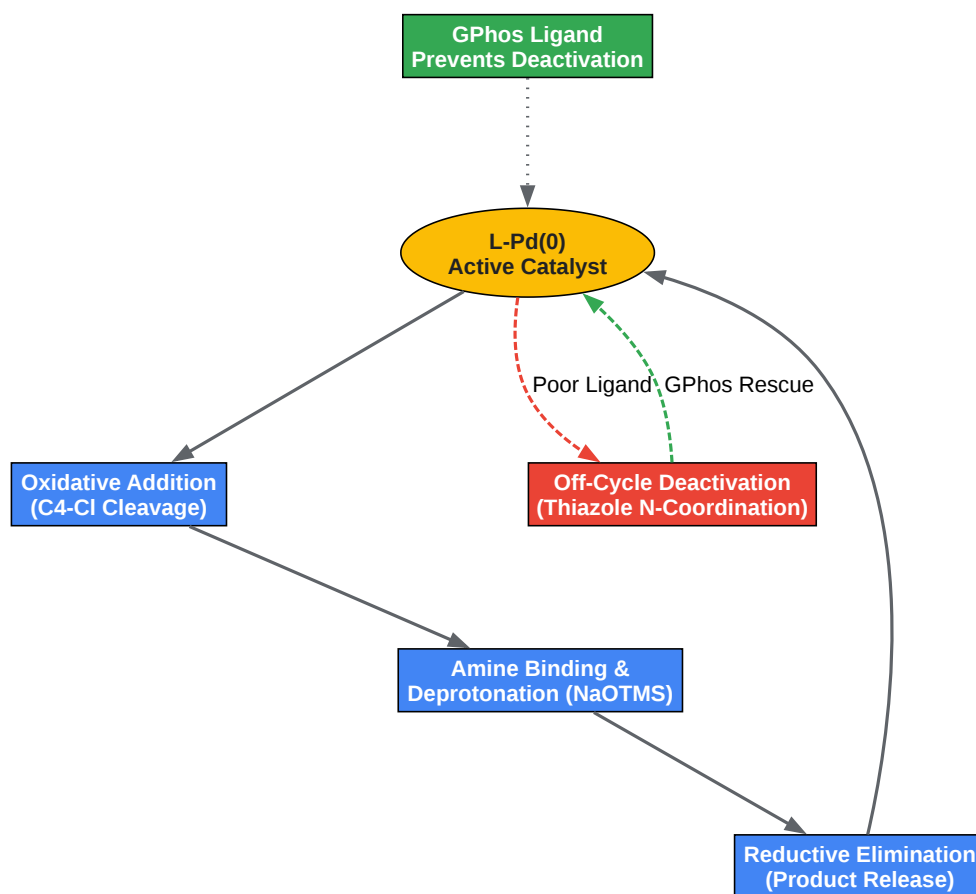 GPhos Ligand
Prevents Deactivation
L-Pd(0)
Active Catalyst
Poor Ligand
GPhos Rescue
Oxidative Addition
(C4-Cl Cleavage)
Off-Cycle Deactivation
(Thiazole N-Coordination)
Amine Binding &
Deprotonation (NaOTMS)
Reductive Elimination
(Product Release)